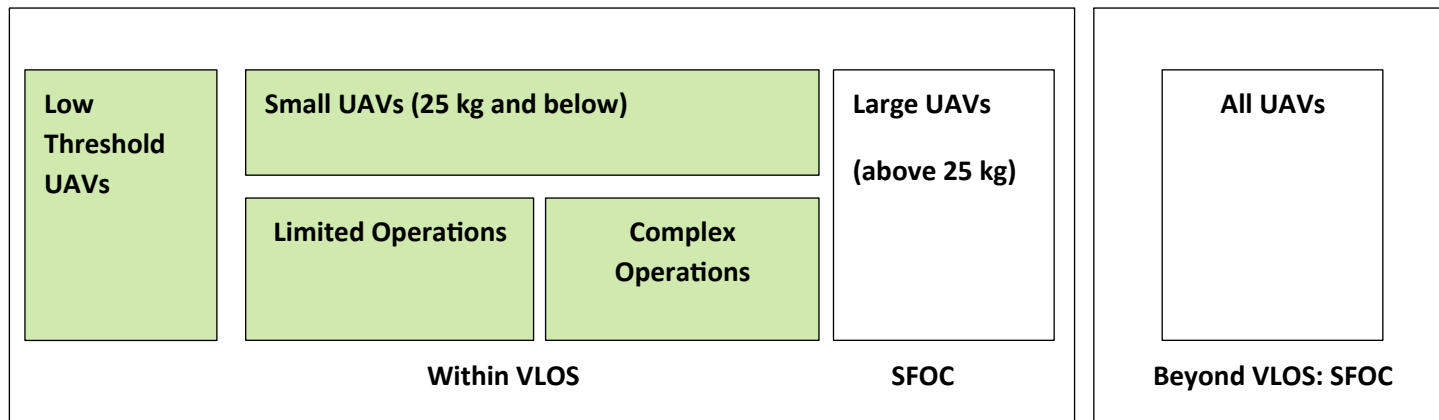 Low
Threshold
UAVs
Small UAVs (25 kg and below)
Limited Operations
Complex
Operations
Large UAVs
(above 25 kg)
Within VLOS
SFOC
All UAVs
Beyond VLOS: SFOC